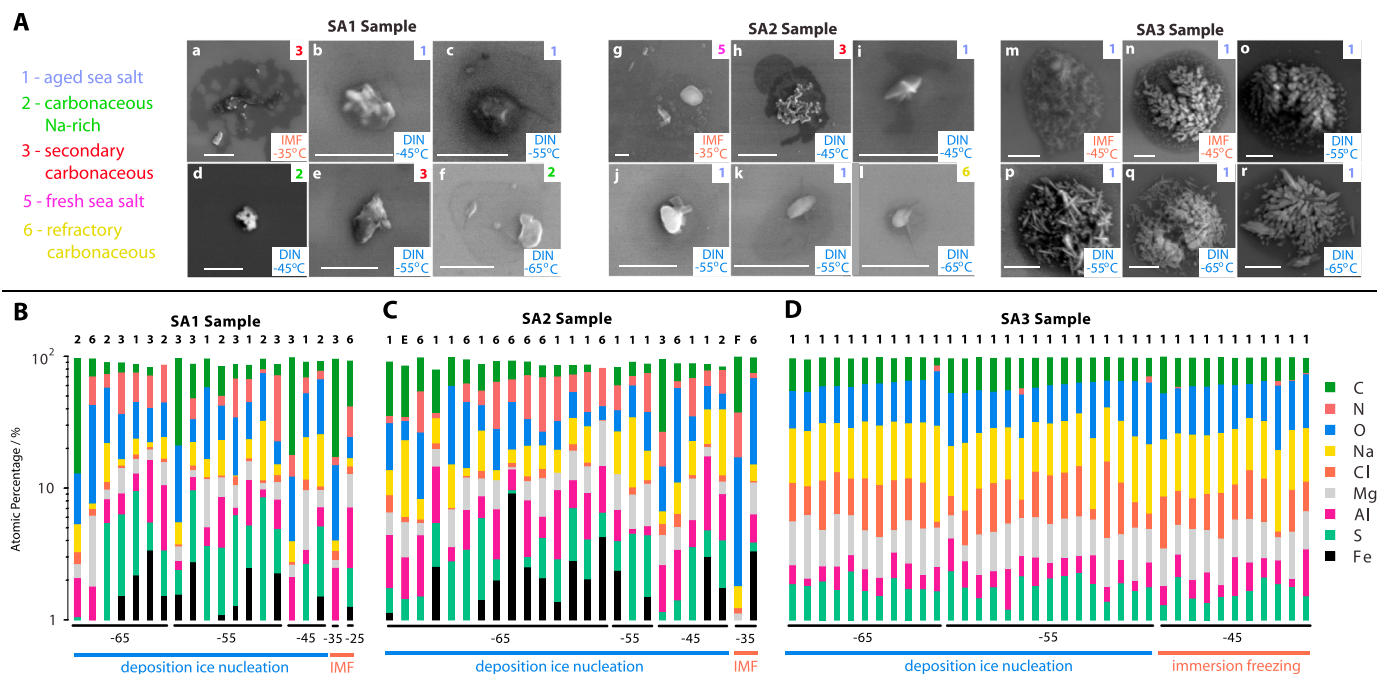 A
SA1 Sample
SA2 Sample
SA3 Sample
1 - aged sea salt
2 - carbonaceous
Na-rich
3 - secondary
carbonaceous
5 - fresh sea salt
6 - refractory
carbonaceous
a 3
IMF
-35°C
b 1
DIN
-45°C
c 1
DIN
-55°C
d 2
DIN
-45°C
e 3
DIN
-55°C
f 2
DIN
-65°C
g 5
IMF
-35°C
h 3
DIN
-45°C
i 1
DIN
-45°C
j 1
DIN
-55°C
k 1
DIN
-55°C
l 6
DIN
-65°C
m 1
IMF
-45°C
n 1
IMF
-45°C
o 1
DIN
-55°C
p 1
DIN
-55°C
q 1
DIN
-65°C
r 1
DIN
-65°C
B
SA1 Sample
2 6 2 3 1 3 2 3 3 1 2 3 1 2 3 3 1 2 3 6
Atomic Percentage / %
10²
10
1
-65 -55 -45 -35 -25
deposition ice nucleation IMF
C
SA2 Sample
1 E 6 1 1 6 6 6 6 6 6 1 1 1 6 1 1 1 3 6 1 1 2 F 6
-65 -55 -45 -35
deposition ice nucleation IMF
D
SA3 Sample
1 1 1 1 1 1 1 1 1 1 1 1 1 1 1 1 1 1 1 1 1 1 1 1 1 1 1 1 1 1 1 1 1 1 1 1
-65 -55 -45
deposition ice nucleation immersion freezing
C
N
O
Na
Cl
Mg
Al
S
Fe